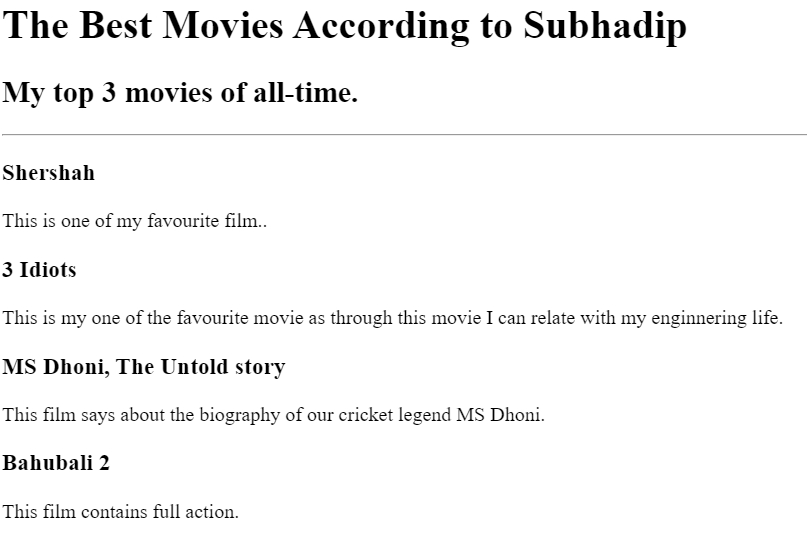 The Best Movies According to Subhadip
My top 3 movies of all-time.
Shershah
This is one of my favourite film..
3 Idiots
This is my one of the favourite movie as through this movie I can relate with my enginnering life.
MS Dhoni, The Untold story
This film says about the biography of our cricket legend MS Dhoni.
Bahubali 2
This film contains full action.